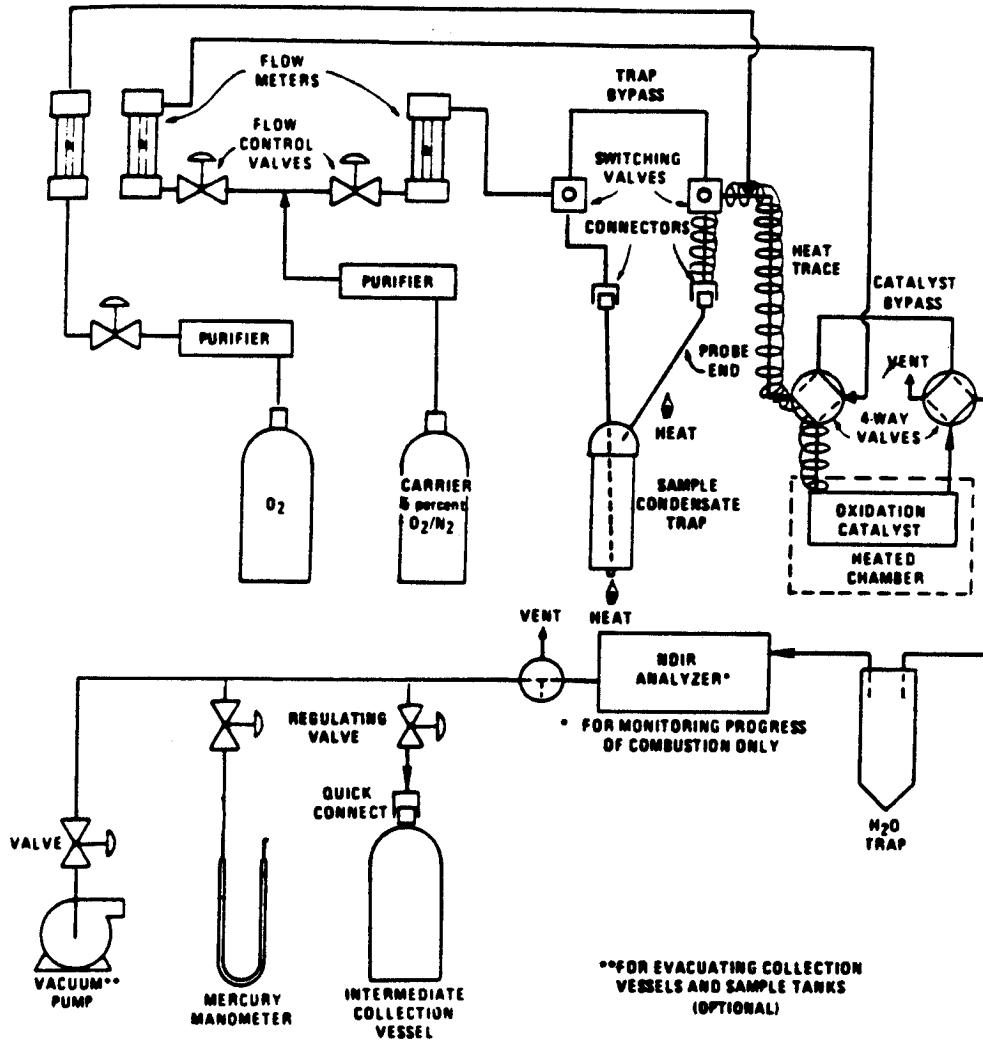 FLOW
METERS
FLOW
CONTROL
VALVES
TRAP
BYPASS
SWITCHING
VALVES
CONNECTORS
HEAT
TRACE
CATALYST
BYPASS
PURIFIER
PURIFIER
PROBE
END
VENT
HEAT
4-WAY
VALVES
O2
CARRIER
5 percent
O2/N2
SAMPLE
CONDENSATE
TRAP
OXIDATION
CATALYST
HEATED
CHAMBER
HEAT
VENT
NDIR
ANALYZER*
* FOR MONITORING PROGRESS
OF COMBUSTION ONLY
REGULATING
VALVE
QUICK
CONNECT
VALVE
H2O
TRAP
VACUUM**
PUMP
MERCURY
MANOMETER
INTERMEDIATE
COLLECTION
VESSEL
**FOR EVACUATING COLLECTION
VESSELS AND SAMPLE TANKS
(OPTIONAL)